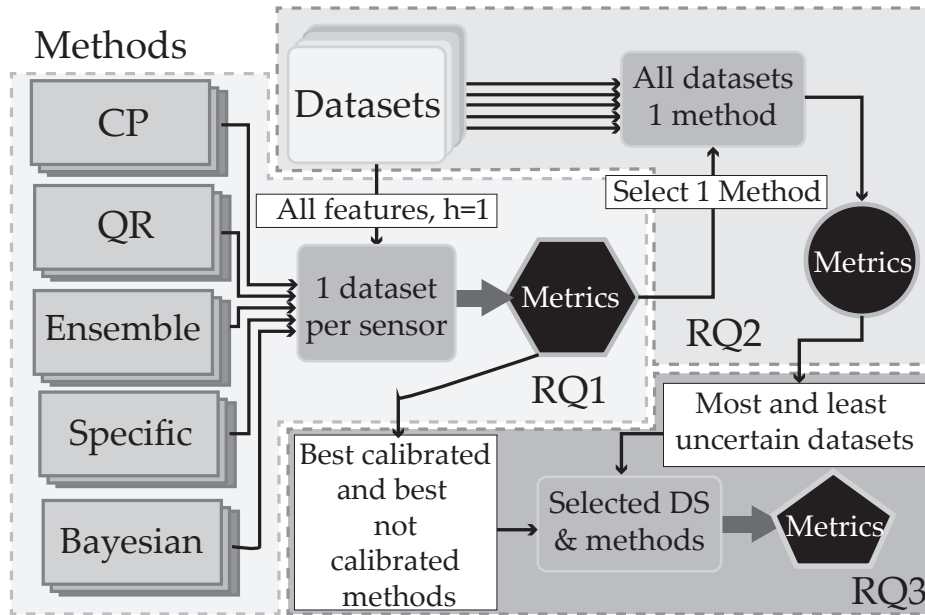 Methods
CP
QR
Ensemble
Specific
Bayesian
Datasets
All datasets
1 method
All features, h=1
Select 1 Method
1 dataset
per sensor
Metrics
Metrics
RQ1
RQ2
Best calibrated
and best
not
calibrated
methods
Most and least
uncertain datasets
Selected DS
& methods
Metrics
RQ3